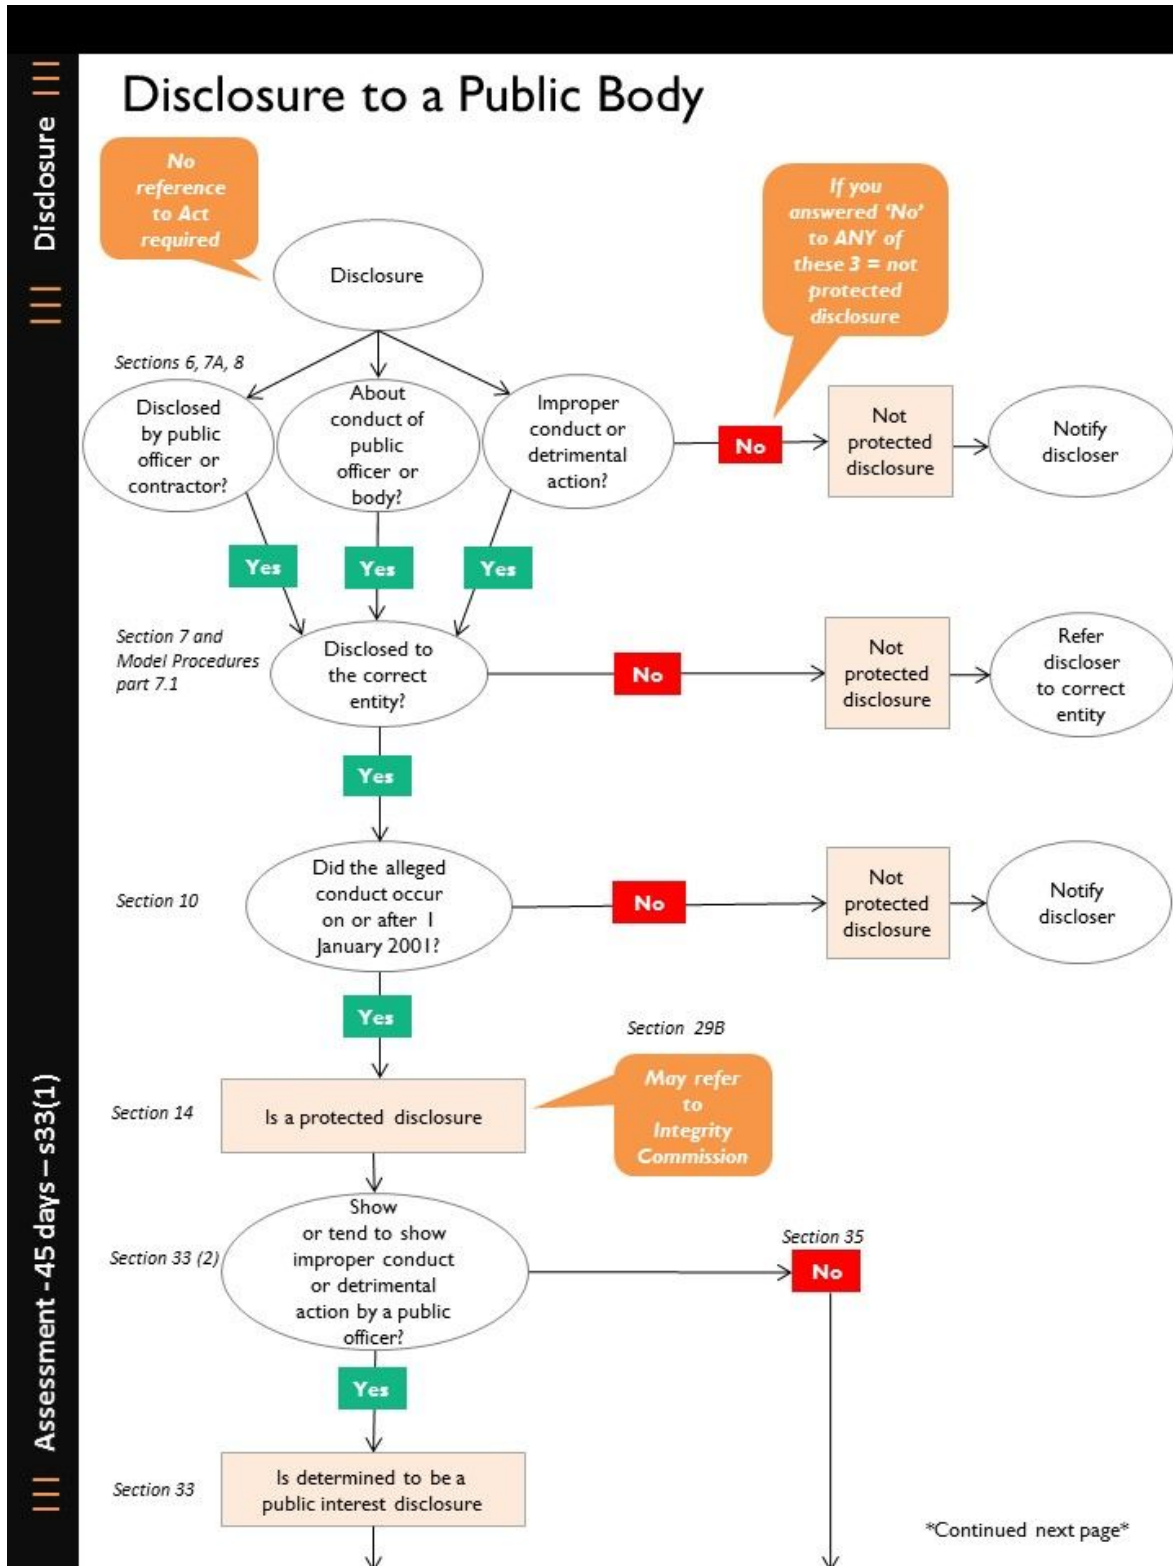 Disclosure to a Public Body
Disclosure
No
reference
to Act
required
If you
answered ‘No’
to ANY of
these 3 = not
protected
disclosure
Disclosure
Sections 6, 7A, 8
Disclosed
by public
officer or
contractor?
About
conduct of
public
officer or
body?
Improper
conduct or
detrimental
action?
No
Not
protected
disclosure
Notify
discloser
Yes
Yes
Yes
Section 7 and
Model Procedures
part 7.1
Disclosed to
the correct
entity?
No
Not
protected
disclosure
Refer
discloser
to correct
entity
Yes
Section 10
Did the alleged
conduct occur
on or after 1
January 2001?
No
Not
protected
disclosure
Notify
discloser
Yes
Section 29B
May refer
to
Integrity
Commission
Section 14
Is a protected disclosure
Assessment - 45 days – s33(1)
Section 33 (2)
Show
or tend to show
improper conduct
or detrimental
action by a public
officer?
Section 35
No
Yes
Section 33
Is determined to be a
public interest disclosure
*Continued next page*